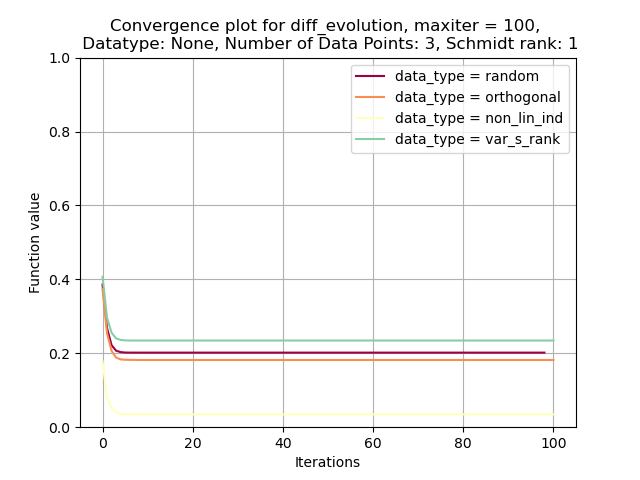 Convergence plot for diff_evolution, maxiter = 100,
Datatype: None, Number of Data Points: 3, Schmidt rank: 1
1.0
0.8
0.6
0.4
0.2
0.0
Function value
data_type = random
data_type = orthogonal
data_type = non_lin_ind
data_type = var_s_rank
0 20 40 60 80 100
Iterations